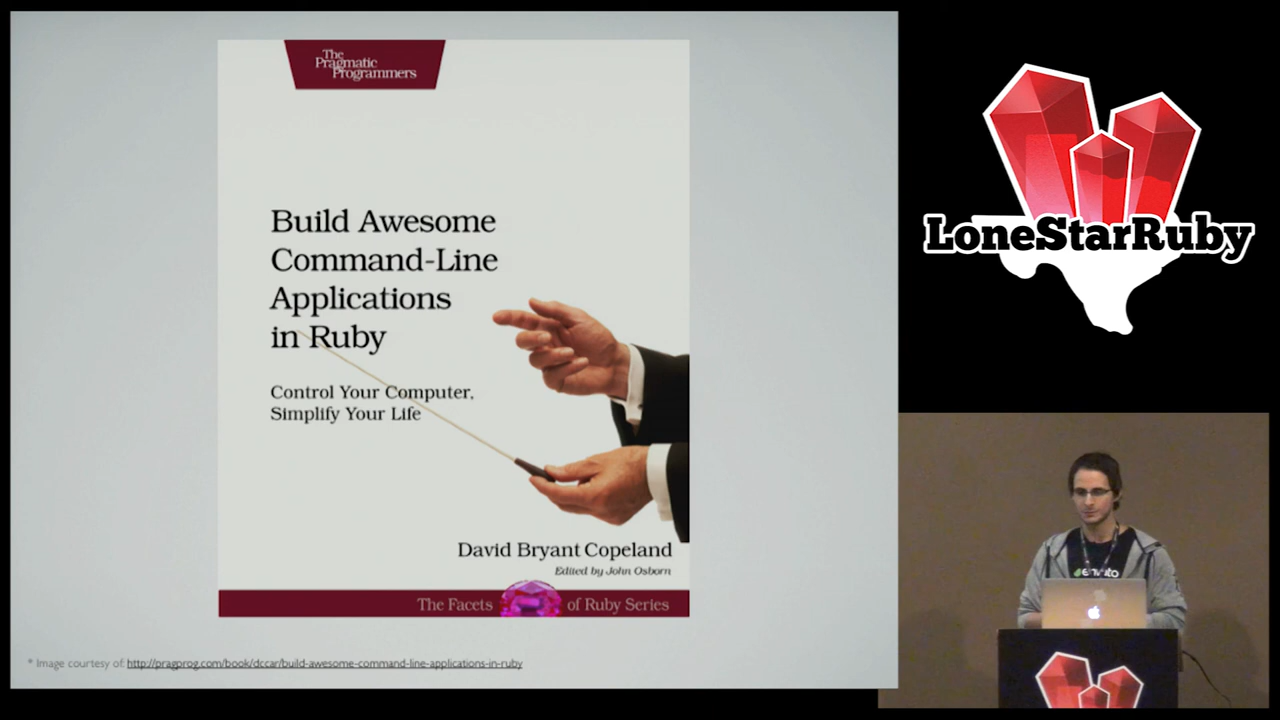 The
Pragmatic
Programmers
Build Awesome
Command-Line
Applications
in Ruby
Control Your Computer,
Simplify Your Life
David Bryant Copeland
Edited by John Osborn
The Facets of Ruby Series
* Image courtesy of: http://pragprog.com/book/dccar/build-awesome-command-line-applications-in-ruby
LoneStarRuby
envato